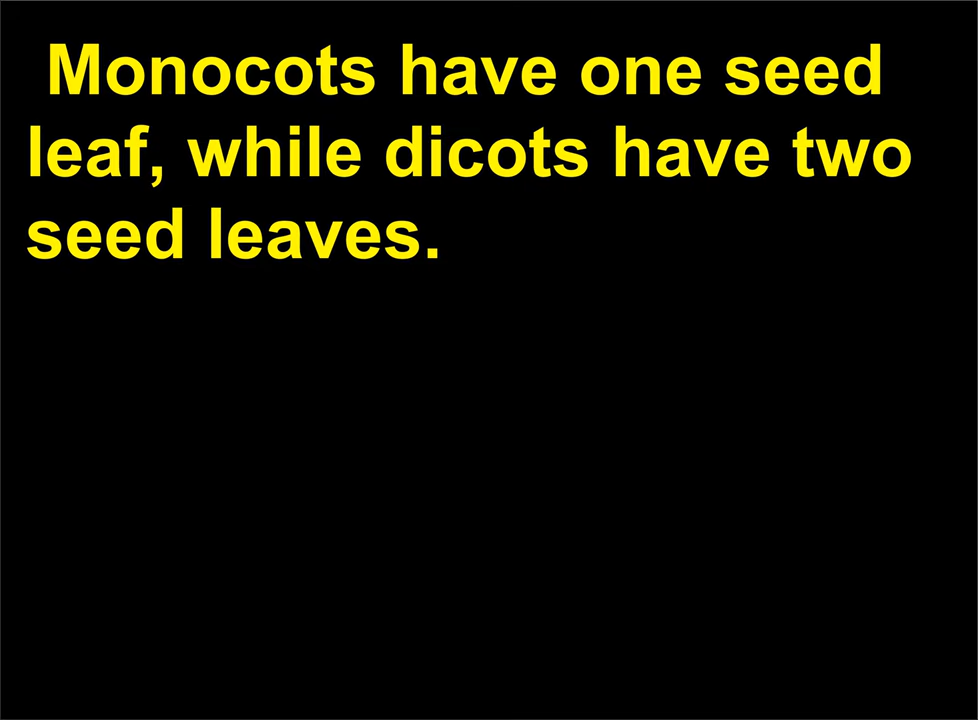 Monocots have one seed
leaf, while dicots have two
seed leaves.